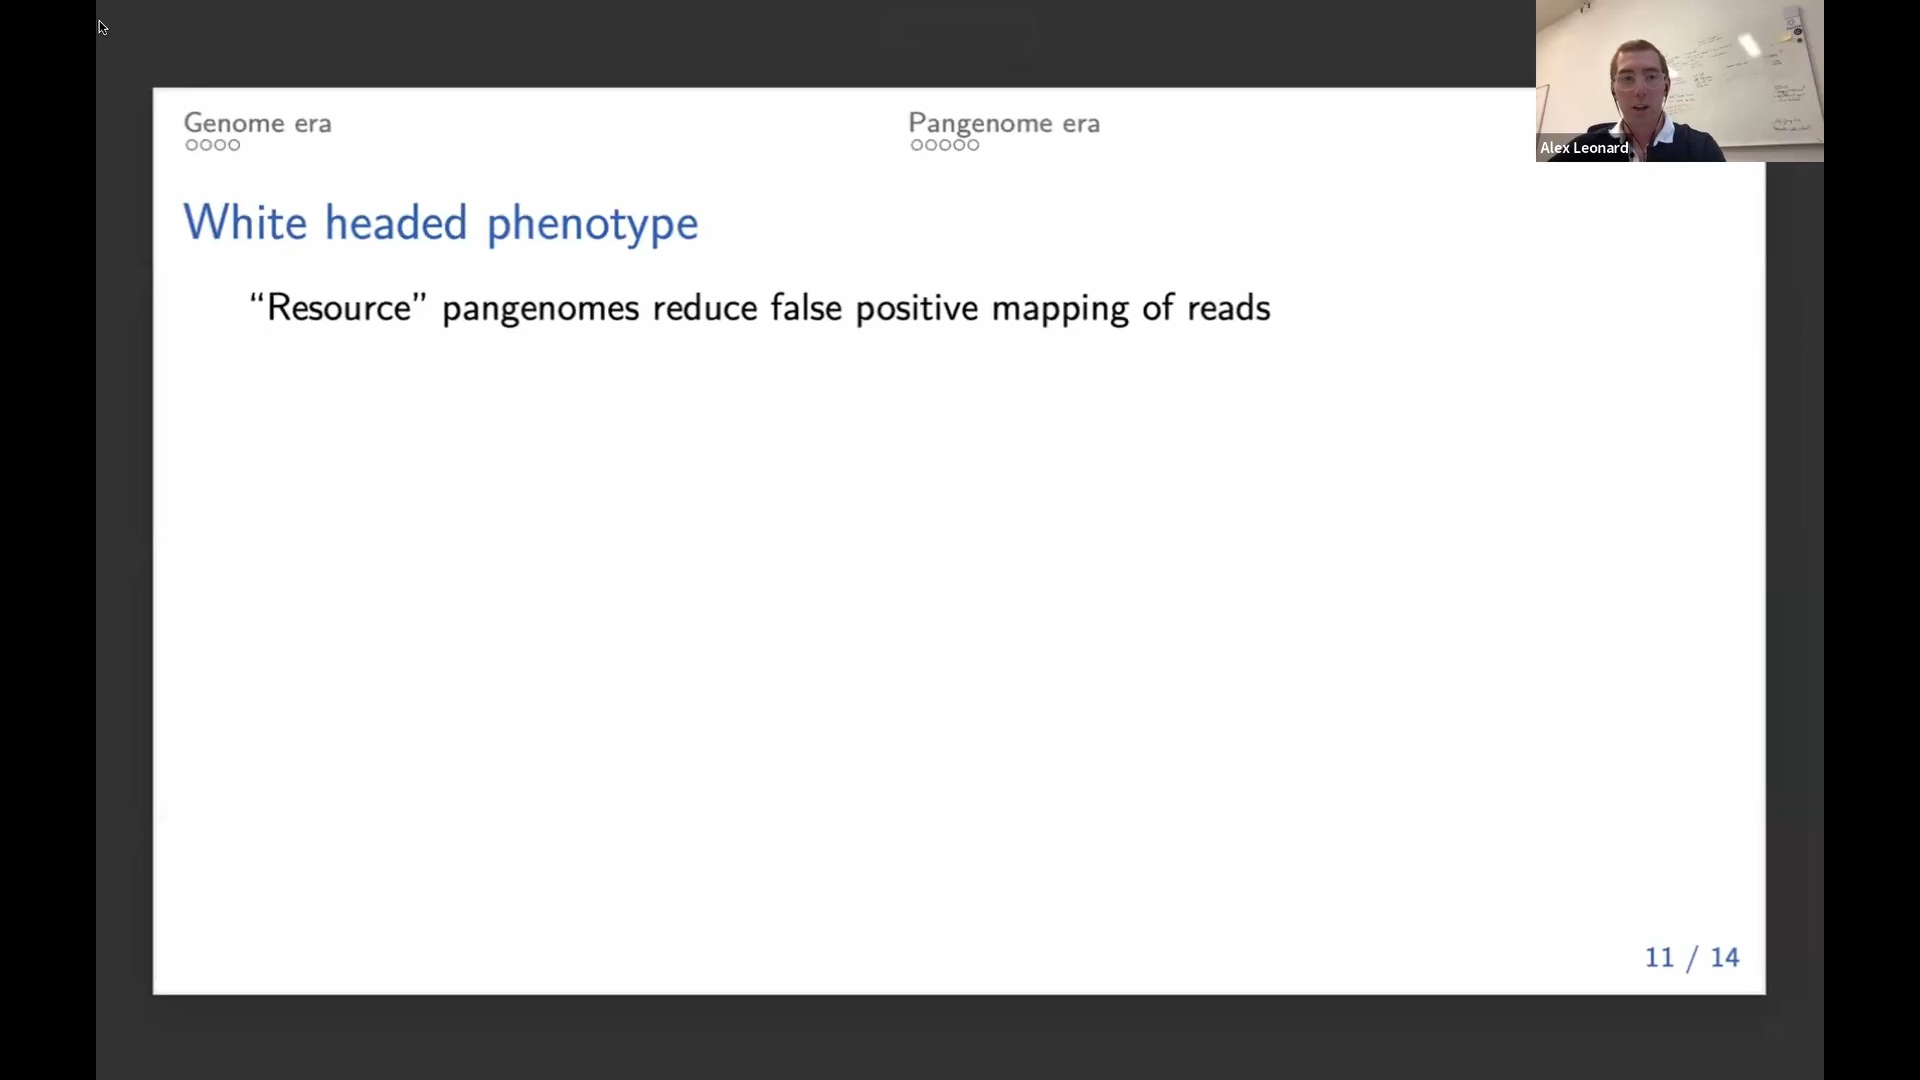 Genome era
Pangenome era
Alex Leonard
White headed phenotype
“Resource” pangenomes reduce false positive mapping of reads
11 / 14